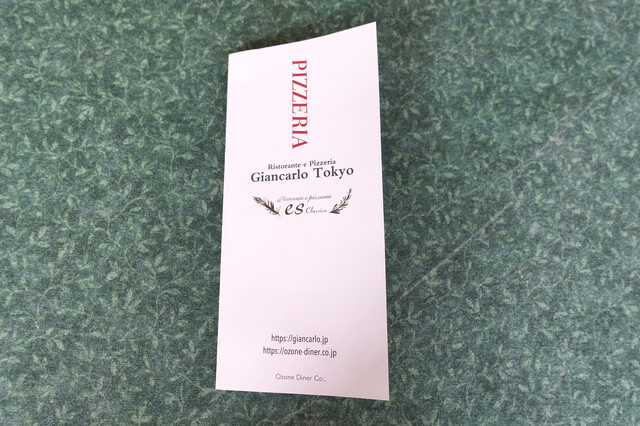 PIZZERIA
Ristorante e Pizzeria
Giancarlo Tokyo
Ristorante e pizzeria
es Classico
https://giancarlo.jp
https://ozone-diner.co.jp
Ozone Diner Co.,